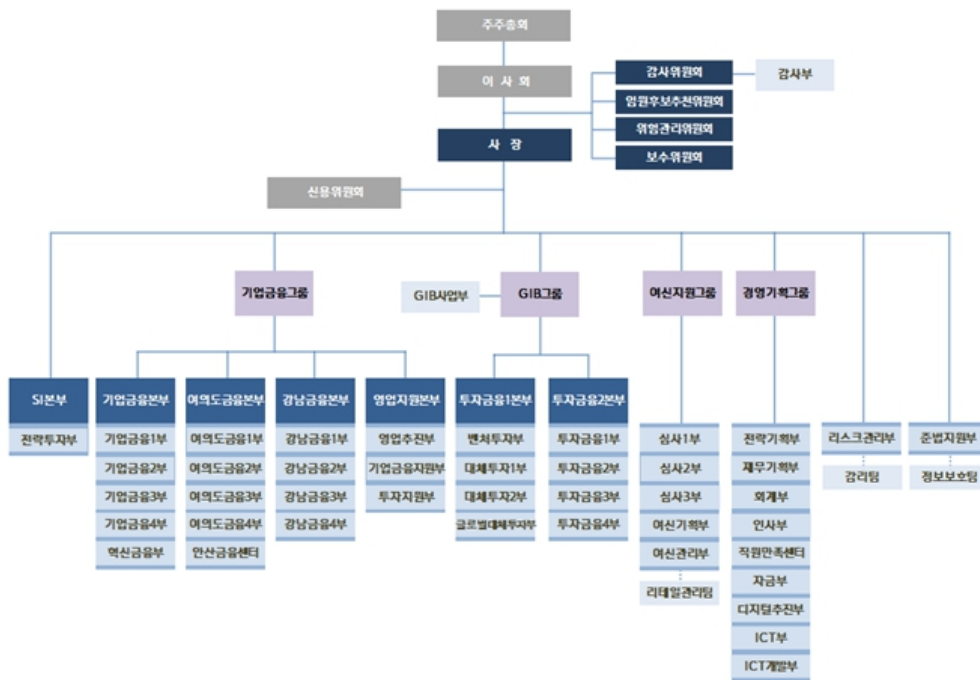 주주총회
이 사 회
감사위원회
감사부
임원후보추천위원회
위험관리위원회
사 장
보수위원회
신용위원회
기업금융그룹
GIB사업부
GIB그룹
여신지원그룹
경영기획그룹
SI본부
기업금융본부
여의도금융본부
강남금융본부
영업지원본부
투자금융1본부
투자금융2본부
전략투자부
기업금융1부
여의도금융1부
강남금융1부
영업추진부
벤처투자부
투자금융1부
심사1부
전략기획부
리스크관리부
준법지원부
기업금융2부
여의도금융2부
강남금융2부
기업금융지원부
대체투자1부
투자금융2부
심사2부
재무기획부
감리팀
정보보호팀
기업금융3부
여의도금융3부
강남금융3부
투자지원부
대체투자2부
투자금융3부
심사3부
회계부
기업금융4부
여의도금융4부
강남금융4부
글로벌대체투자부
투자금융4부
여신기획부
인사부
혁신금융부
안산금융센터
여신관리부
직원만족센터
리테일관리팀
자금부
디지털추진부
ICT부
ICT개발부